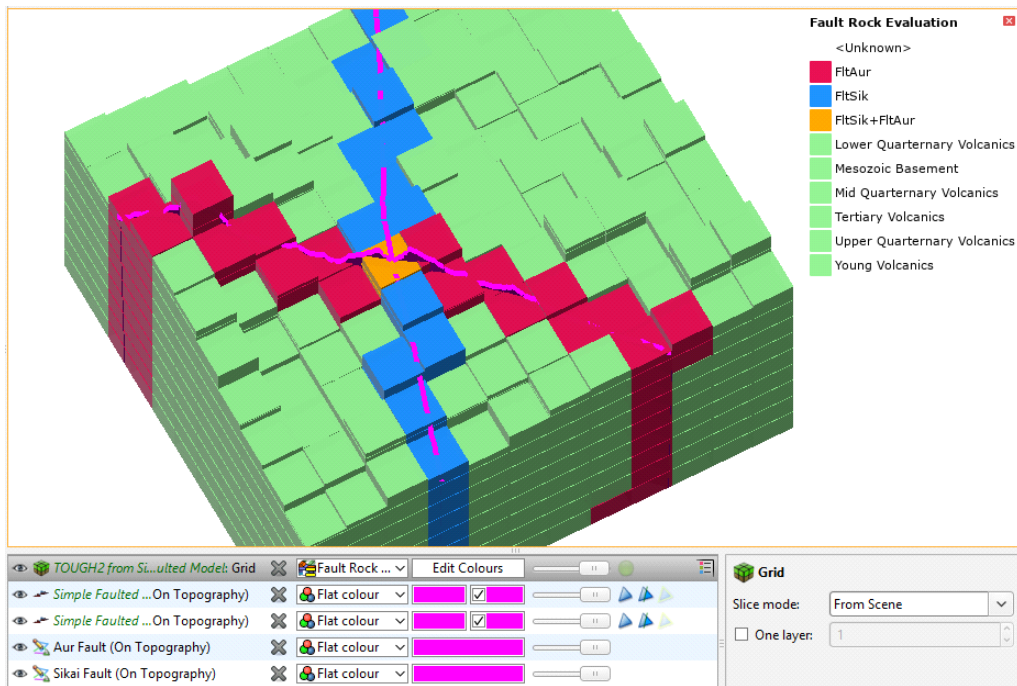 Fault Rock Evaluation
<Unknown>
FltAur
FltSik
FltSik+FltAur
Lower Quarternary Volcanics
Mesozoic Basement
Mid Quarternary Volcanics
Tertiary Volcanics
Upper Quarternary Volcanics
Young Volcanics
TOUGH2 from Si...ulted Model: Grid Fault Rock ... Edit Colours
Simple Faulted ...On Topography) Flat colour
Simple Faulted ...On Topography) Flat colour
Aur Fault (On Topography) Flat colour
Sikai Fault (On Topography) Flat colour
Grid
Slice mode: From Scene
One layer: 1